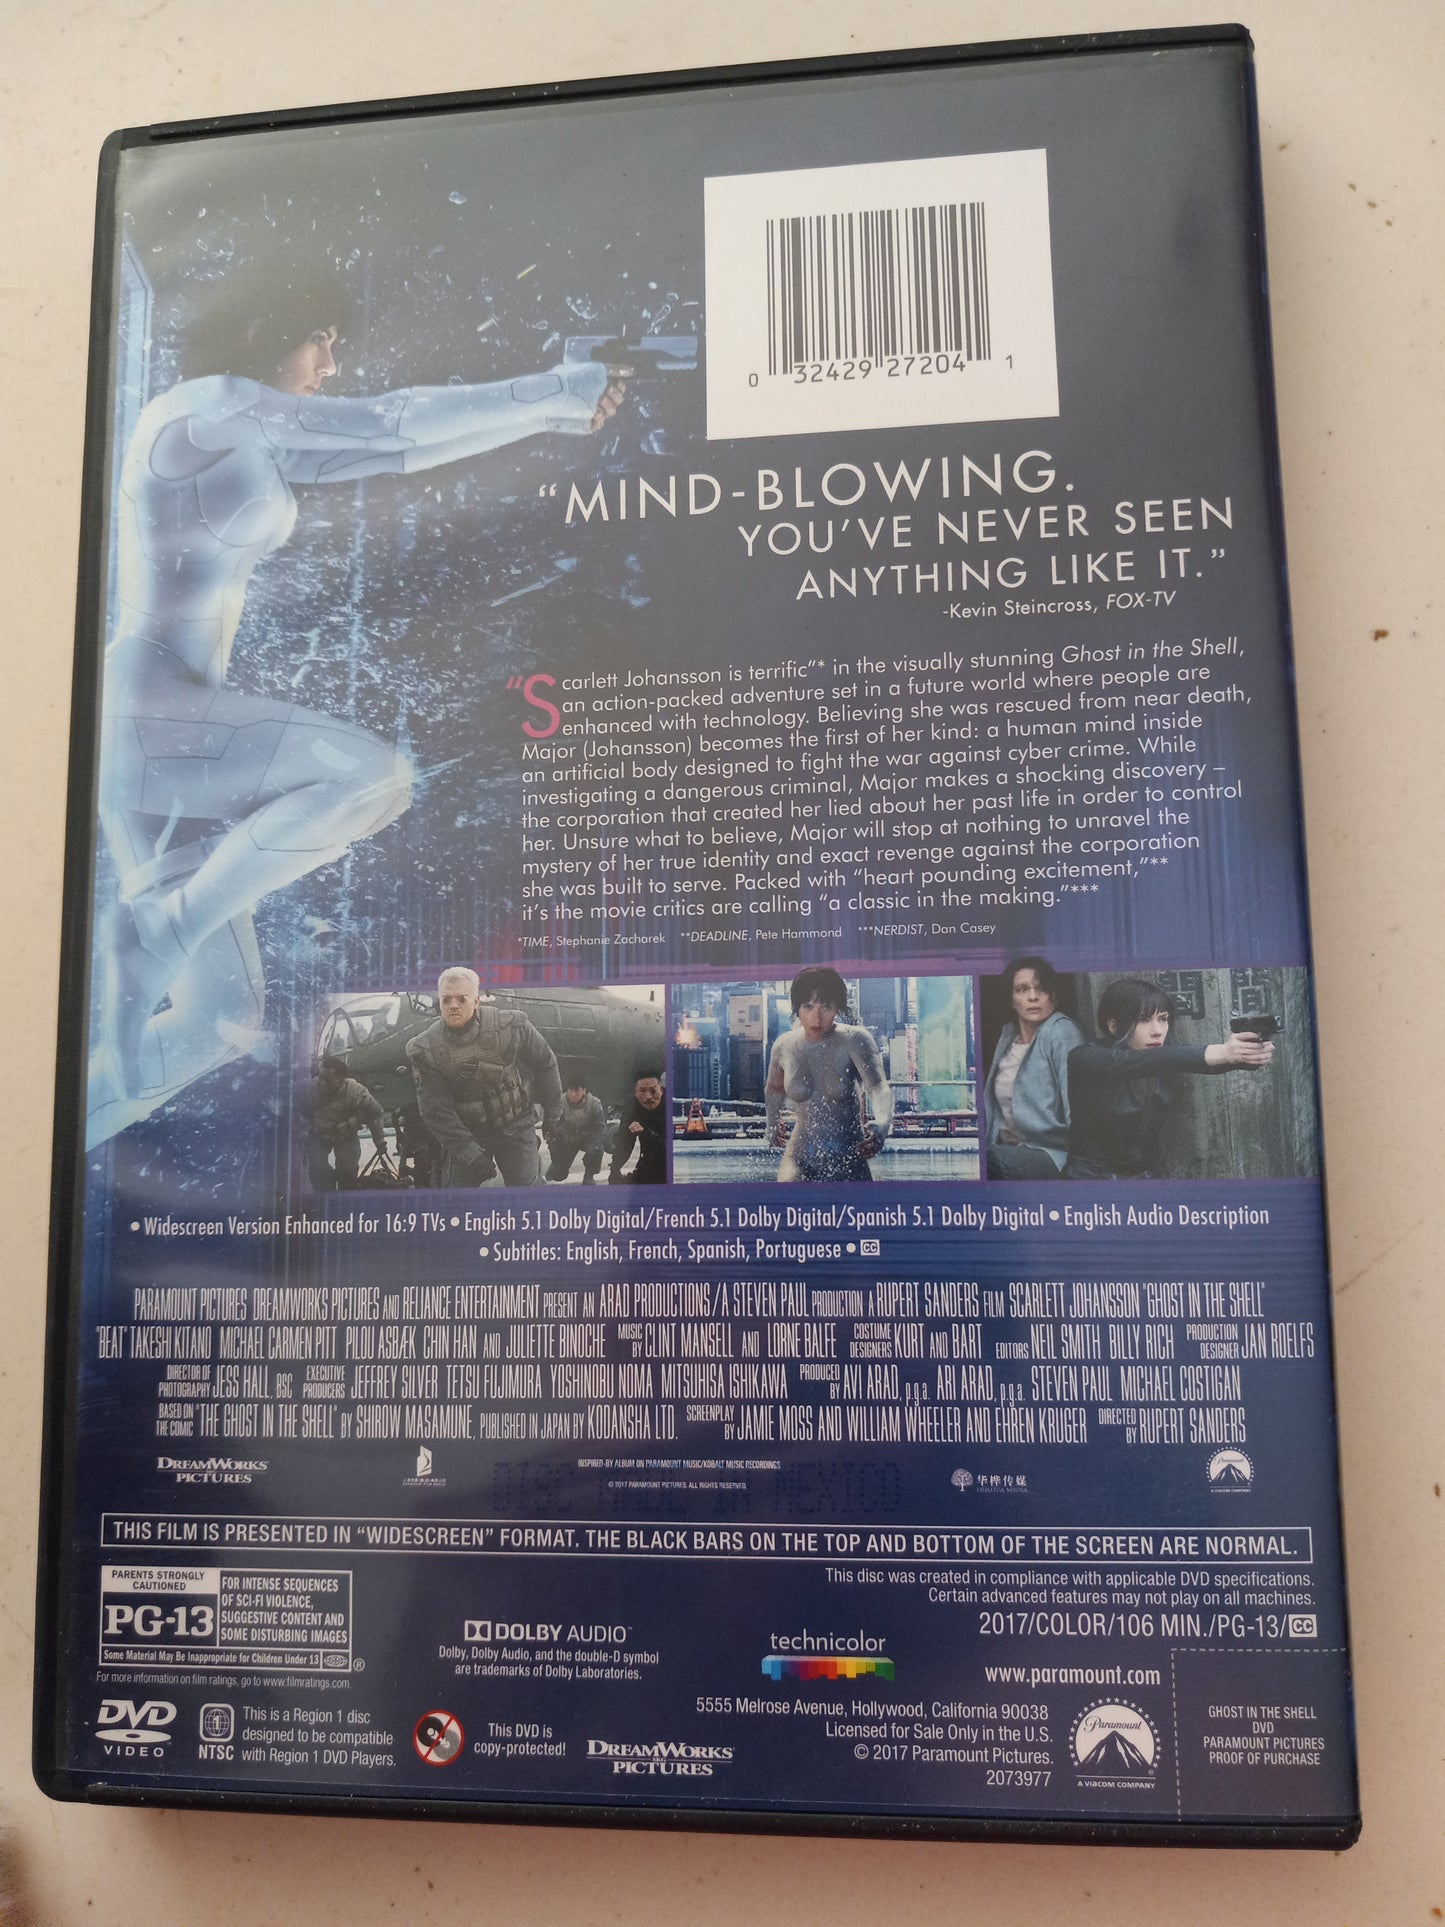 0 32429 27204 1
“MIND-BLOWING.
YOU’VE NEVER SEEN
ANYTHING LIKE IT.”
-Kevin Steincross, FOX-TV
“Scarlett Johansson is terrific”* in the visually stunning Ghost in the Shell,
an action-packed adventure set in a future world where people are
enhanced with technology. Believing she was rescued from near death,
Major (Johansson) becomes the first of her kind: a human mind inside
an artificial body designed to fight the war against cyber crime. While
investigating a dangerous criminal, Major makes a shocking discovery –
the corporation that created her lied about her past life in order to control
her. Unsure what to believe, Major will stop at nothing to unravel the
mystery of her true identity and exact revenge against the corporation
she was built to serve. Packed with “heart pounding excitement,”**
it’s the movie critics are calling “a classic in the making.”***
*TIME, Stephanie Zacharek **DEADLINE, Pete Hammond ***NERDIST, Dan Casey
• Widescreen Version Enhanced for 16:9 TVs • English 5.1 Dolby Digital/French 5.1 Dolby Digital/Spanish 5.1 Dolby Digital • English Audio Description
• Subtitles: English, French, Spanish, Portuguese • CC
PARAMOUNT PICTURES DREAMWORKS PICTURES AND RELIANCE ENTERTAINMENT PRESENT AN ARAD PRODUCTIONS/A STEVEN PAUL PRODUCTION A RUPERT SANDERS FILM SCARLETT JOHANSSON "GHOST IN THE SHELL"
"BEAT" TAKESHI KITANO MICHAEL CARMEN PITT PILOU ASBÆK CHIN HAN AND JULIETTE BINOCHE MUSIC BY CLINT MANSELL AND LORNE BALFE COSTUME DESIGNERS KURT AND BART EDITORS NEIL SMITH BILLY RICH PRODUCTION DESIGNER JAN ROELFS
DIRECTOR OF PHOTOGRAPHY JESS HALL, BSC EXECUTIVE PRODUCERS JEFFREY SILVER TETSU FUJIMURA YOSHINOBU NOMA MITSUHISA ISHIKAWA PRODUCED BY AVI ARAD, p.g.a. ARI ARAD, p.g.a. STEVEN PAUL MICHAEL COSTIGAN
BASED ON THE COMIC "THE GHOST IN THE SHELL" BY SHIROW MASAMUNE, PUBLISHED IN JAPAN BY KODANSHA LTD. SCREENPLAY BY JAMIE MOSS AND WILLIAM WHEELER AND EHREN KRUGER DIRECTED BY RUPERT SANDERS
DREAMWORKS PICTURES
INSPIRED-BY ALBUM ON PARAMOUNT MUSIC/KOBALT MUSIC RECORDINGS
© 2017 PARAMOUNT PICTURES. ALL RIGHTS RESERVED.
华桦传媒
HUAHUA MEDIA
Paramount
THIS FILM IS PRESENTED IN “WIDESCREEN” FORMAT. THE BLACK BARS ON THE TOP AND BOTTOM OF THE SCREEN ARE NORMAL.
PARENTS STRONGLY CAUTIONED
PG-13
FOR INTENSE SEQUENCES
OF SCI-FI VIOLENCE,
SUGGESTIVE CONTENT AND
SOME DISTURBING IMAGES
Some Material May Be Inappropriate for Children Under 13
®
For more information on film ratings, go to www.filmratings.com.
DOLBY AUDIO™
Dolby, Dolby Audio, and the double-D symbol
are trademarks of Dolby Laboratories.
technicolor
This disc was created in compliance with applicable DVD specifications.
Certain advanced features may not play on all machines.
2017/COLOR/106 MIN./PG-13/CC
www.paramount.com
DVD
VIDEO
1
NTSC
This is a Region 1 disc
designed to be compatible
with Region 1 DVD Players.
This DVD is
copy-protected!
DREAMWORKS
SKG
PICTURES
5555 Melrose Avenue, Hollywood, California 90038
Licensed for Sale Only in the U.S.
© 2017 Paramount Pictures.
2073977
Paramount
A VIACOM COMPANY
GHOST IN THE SHELL
DVD
PARAMOUNT PICTURES
PROOF OF PURCHASE